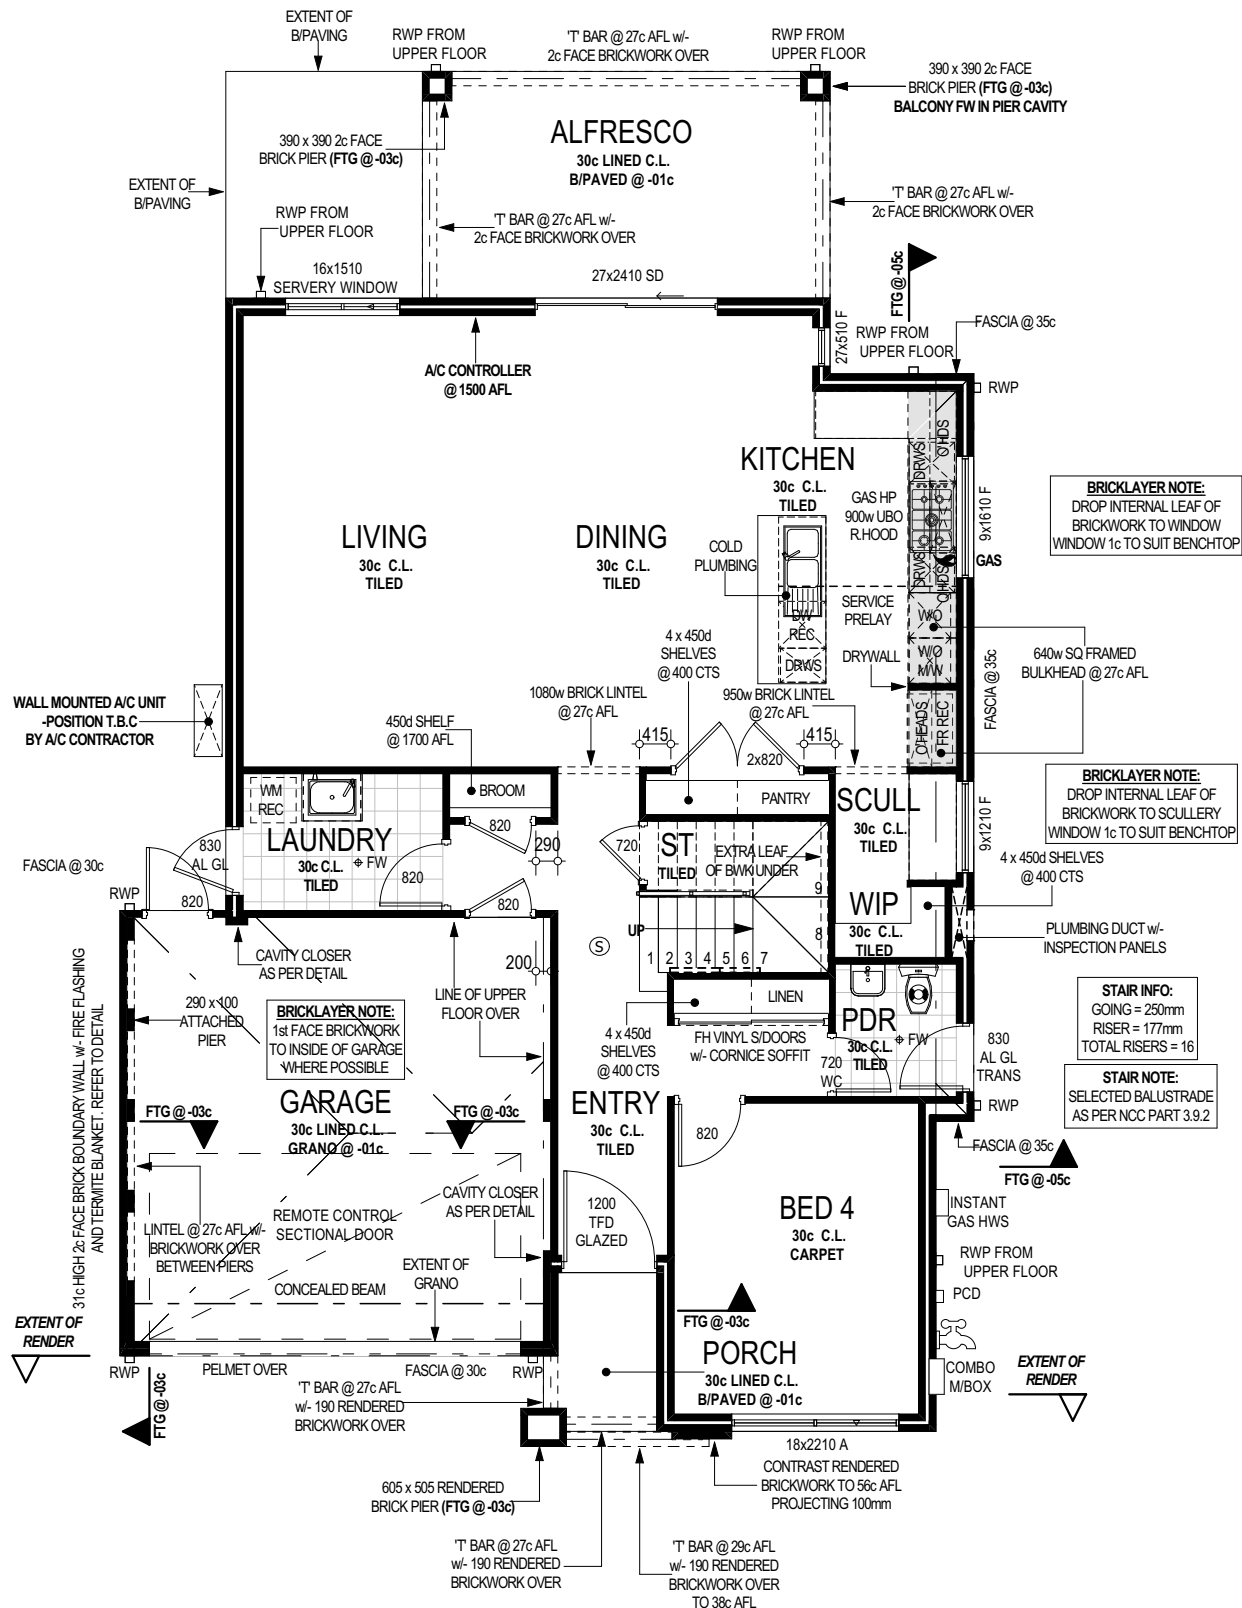 EXTENT OF
B/PAVING
RWP FROM
UPPER FLOOR
'T' BAR @ 27c AFL w/-
2c FACE BRICKWORK OVER
RWP FROM
UPPER FLOOR
390 x 390 2c FACE
BRICK PIER (FTG @ -03c)
BALCONY FW IN PIER CAVITY
390 x 390 2c FACE
BRICK PIER (FTG @ -03c)
ALFRESCO
30c LINED C.L.
B/PAVED @ -01c
EXTENT OF
B/PAVING
RWP FROM
UPPER FLOOR
'T' BAR @ 27c AFL w/-
2c FACE BRICKWORK OVER
'T' BAR @ 27c AFL w/-
2c FACE BRICKWORK OVER
16x1510
SERVERY WINDOW
27x2410 SD
FTG @ -05c
27x510 F
RWP FROM
UPPER FLOOR
FASCIA @ 35c
RWP
A/C CONTROLLER
@ 1500 AFL
KITCHEN
30c C.L.
TILED
GAS HP
900w UBO
R.HOOD
O/HDS
DRWS
9x1610 F
BRICKLAYER NOTE:
DROP INTERNAL LEAF OF
BRICKWORK TO WINDOW
WINDOW 1c TO SUIT BENCHTOP
LIVING
30c C.L.
TILED
DINING
30c C.L.
TILED
COLD
PLUMBING
GAS
DRWS
O/HDS
SERVICE
PRELAY
DW
REC
DRWS
W/O
W/O
M/W
4 x 450d
SHELVES
@ 400 CTS
DRYWALL
640w SQ FRAMED
BULKHEAD @ 27c AFL
FASCIA @ 35c
O/HEADS
FR REC
WALL MOUNTED A/C UNIT
-POSITION T.B.C
BY A/C CONTRACTOR
450d SHELF
@ 1700 AFL
1080w BRICK LINTEL
@ 27c AFL
950w BRICK LINTEL
@ 27c AFL
415
2x820
415
WM
REC
BROOM
PANTRY
SCULL
30c C.L.
TILED
BRICKLAYER NOTE:
DROP INTERNAL LEAF OF
BRICKWORK TO SCULLERY
WINDOW 1c TO SUIT BENCHTOP
9x1210 F
LAUNDRY
30c C.L.
TILED
FW
830
AL GL
820
290
720
ST
TILED
EXTRA LEAF
OF BWK UNDER
FASCIA @ 30c
RWP
820
820
820
4 x 450d SHELVES
@ 400 CTS
WIP
30c C.L.
TILED
UP
1
2
3
4
5
6
7
8
9
S
PLUMBING DUCT w/-
INSPECTION PANELS
CAVITY CLOSER
AS PER DETAIL
200
290 x 100
ATTACHED
PIER
BRICKLAYER NOTE:
1st FACE BRICKWORK
TO INSIDE OF GARAGE
WHERE POSSIBLE
LINE OF UPPER
FLOOR OVER
LINEN
4 x 450d
SHELVES
@ 400 CTS
FH VINYL S/DOORS
w/- CORNICE SOFFIT
PDR
30c C.L.
TILED
FW
720
WC
830
AL GL
TRANS
STAIR INFO:
GOING = 250mm
RISER = 177mm
TOTAL RISERS = 16
STAIR NOTE:
SELECTED BALUSTRADE
AS PER NCC PART 3.9.2
31c HIGH 2c FACE BRICK BOUNDARY WALL w/- FIRE FLASHING
AND TERMITE BLANKET. REFER TO DETAIL
GARAGE
30c LINED C.L.
GRANO @ -01c
FTG @ -03c
FTG @ -03c
ENTRY
30c C.L.
TILED
820
RWP
FASCIA @ 35c
FTG @ -05c
LINTEL @ 27c AFL w/-
BRICKWORK OVER
BETWEEN PIERS
REMOTE CONTROL
SECTIONAL DOOR
CAVITY CLOSER
AS PER DETAIL
1200
TFD
GLAZED
BED 4
30c C.L.
CARPET
INSTANT
GAS HWS
RWP FROM
UPPER FLOOR
PCD
CONCEALED BEAM
EXTENT OF
GRANO
FTG @ -03c
EXTENT OF
RENDER
RWP
PELMET OVER
FASCIA @ 30c
RWP
FTG @ -03c
PORCH
30c LINED C.L.
B/PAVED @ -01c
COMBO
M/BOX
EXTENT OF
RENDER
'T' BAR @ 27c AFL
w/- 190 RENDERED
BRICKWORK OVER
18x2210 A
CONTRAST RENDERED
BRICKWORK TO 56c AFL
PROJECTING 100mm
605 x 505 RENDERED
BRICK PIER (FTG @ -03c)
'T' BAR @ 27c AFL
w/- 190 RENDERED
BRICKWORK OVER
'T' BAR @ 29c AFL
w/- 190 RENDERED
BRICKWORK OVER
TO 38c AFL